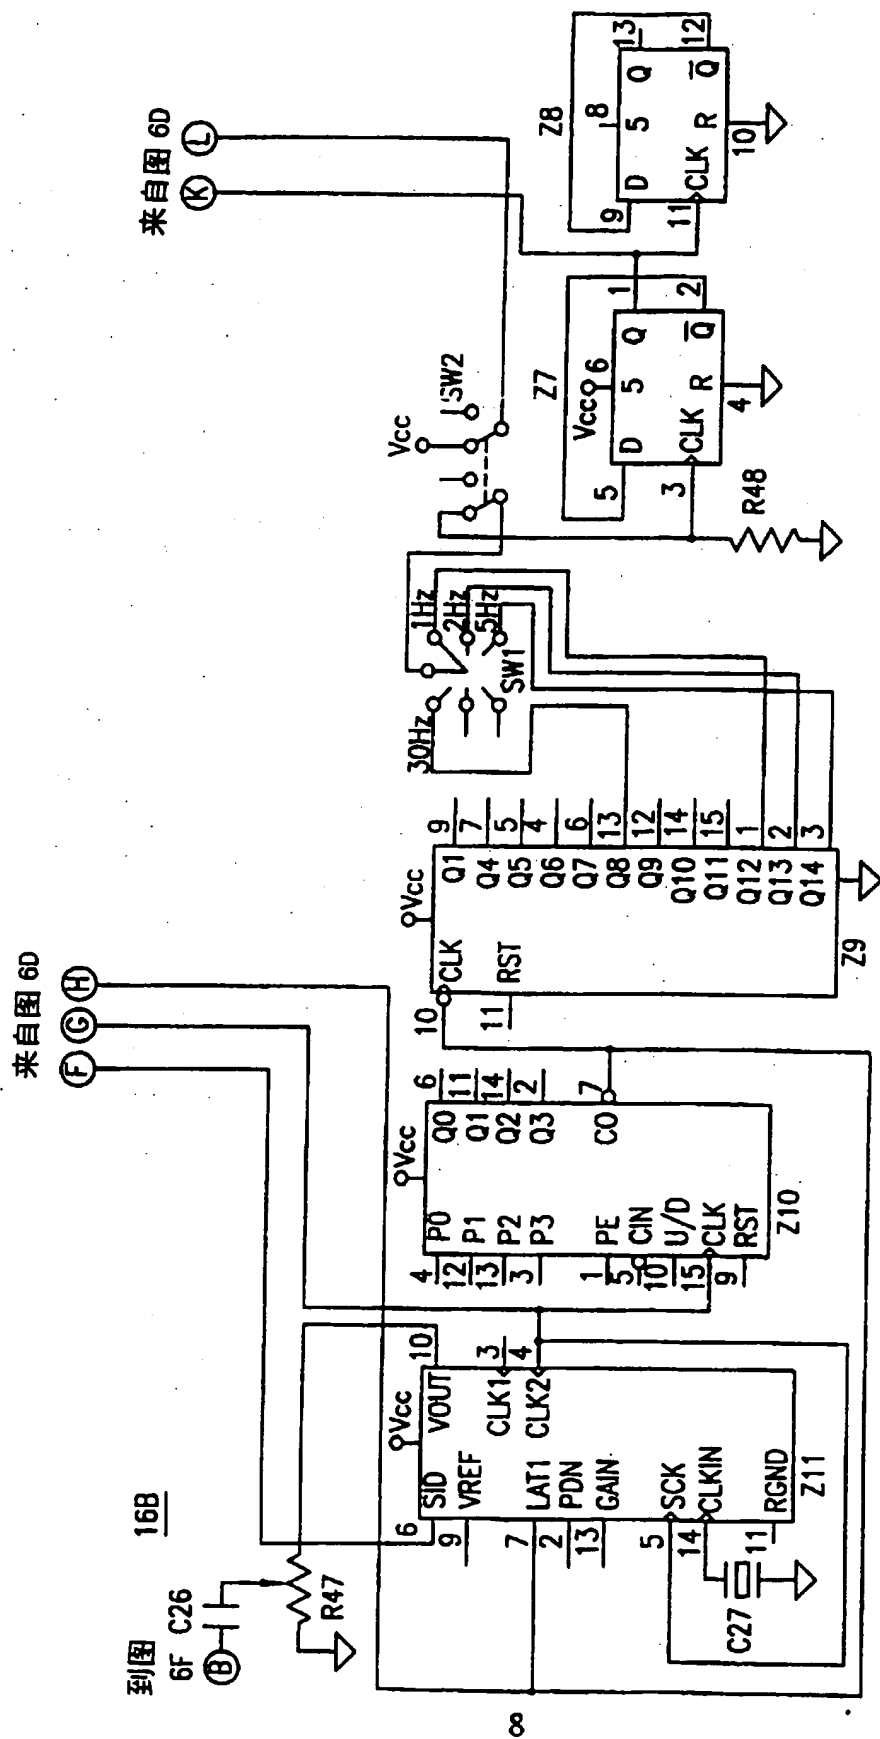 16B
到图
6F
B
C26
R47
来自图 6D
F
G
H
来自图 6D
K
L
Vcc
6 SID
9 VREF
7 LAT1
2 PDN
13 GAIN
5 SCK
14 CLKIN
11 RGND
VOUT 10
CLK1 3
CLK2 4
Z11
C27
8
Vcc
4 P0
12 P1
13 P2
3 P3
1 PE
5 CIN
10 U/D
15 CLK
9 RST
Q0 6
Q1 11
Q2 14
Q3 2
CO 7
Z10
Vcc
10 CLK
11 RST
Q1 9
Q4 7
Q5 5
Q6 4
Q7 6
Q8 13
Q9 12
Q10 14
Q11 15
Q12 1
Q13 2
Q14 3
Z9
30Hz
1Hz
2Hz
5Hz
SW1
Vcc
SW2
R48
Z7
Vcc 6
5 D
5
Q 1
3 CLK
R
Q̅ 2
4
Z8
8
9 D
5
Q 13
11 CLK
R
Q̅ 12
10